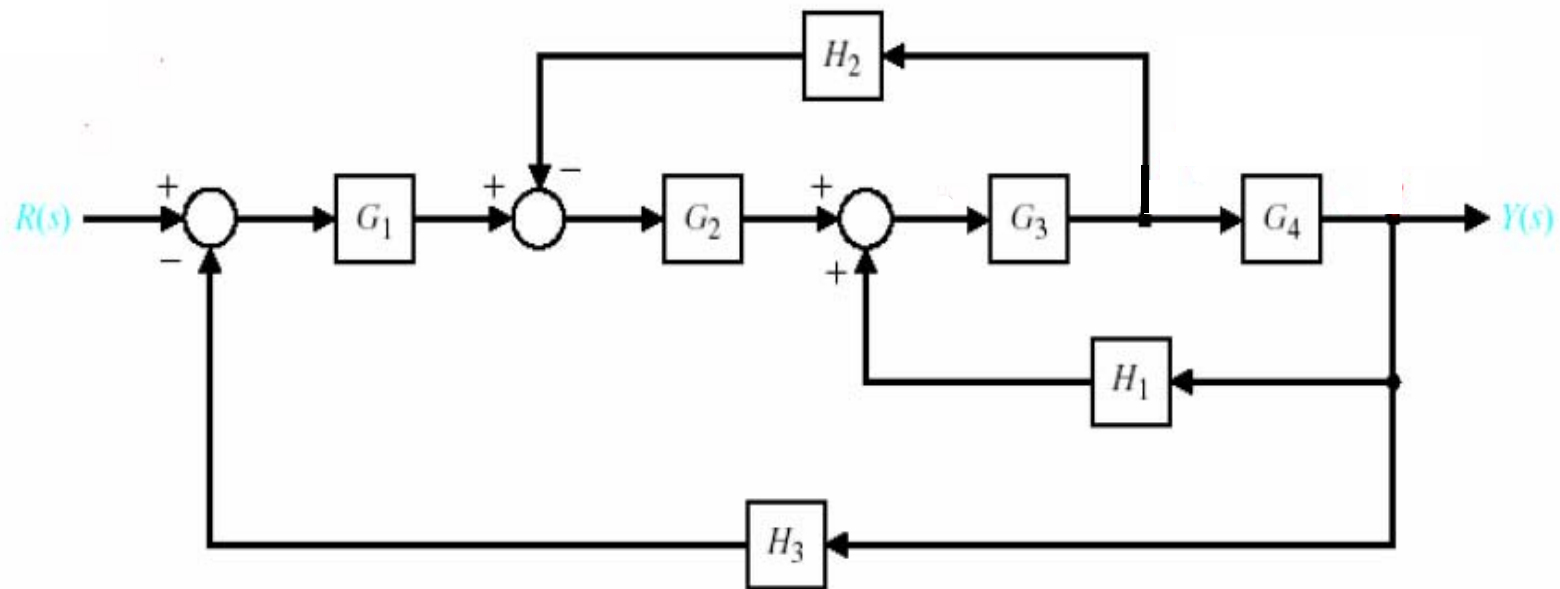 H2
+ − + +
R(s) G1 G2 G3 G4 Y(s)
− +
H1
H3